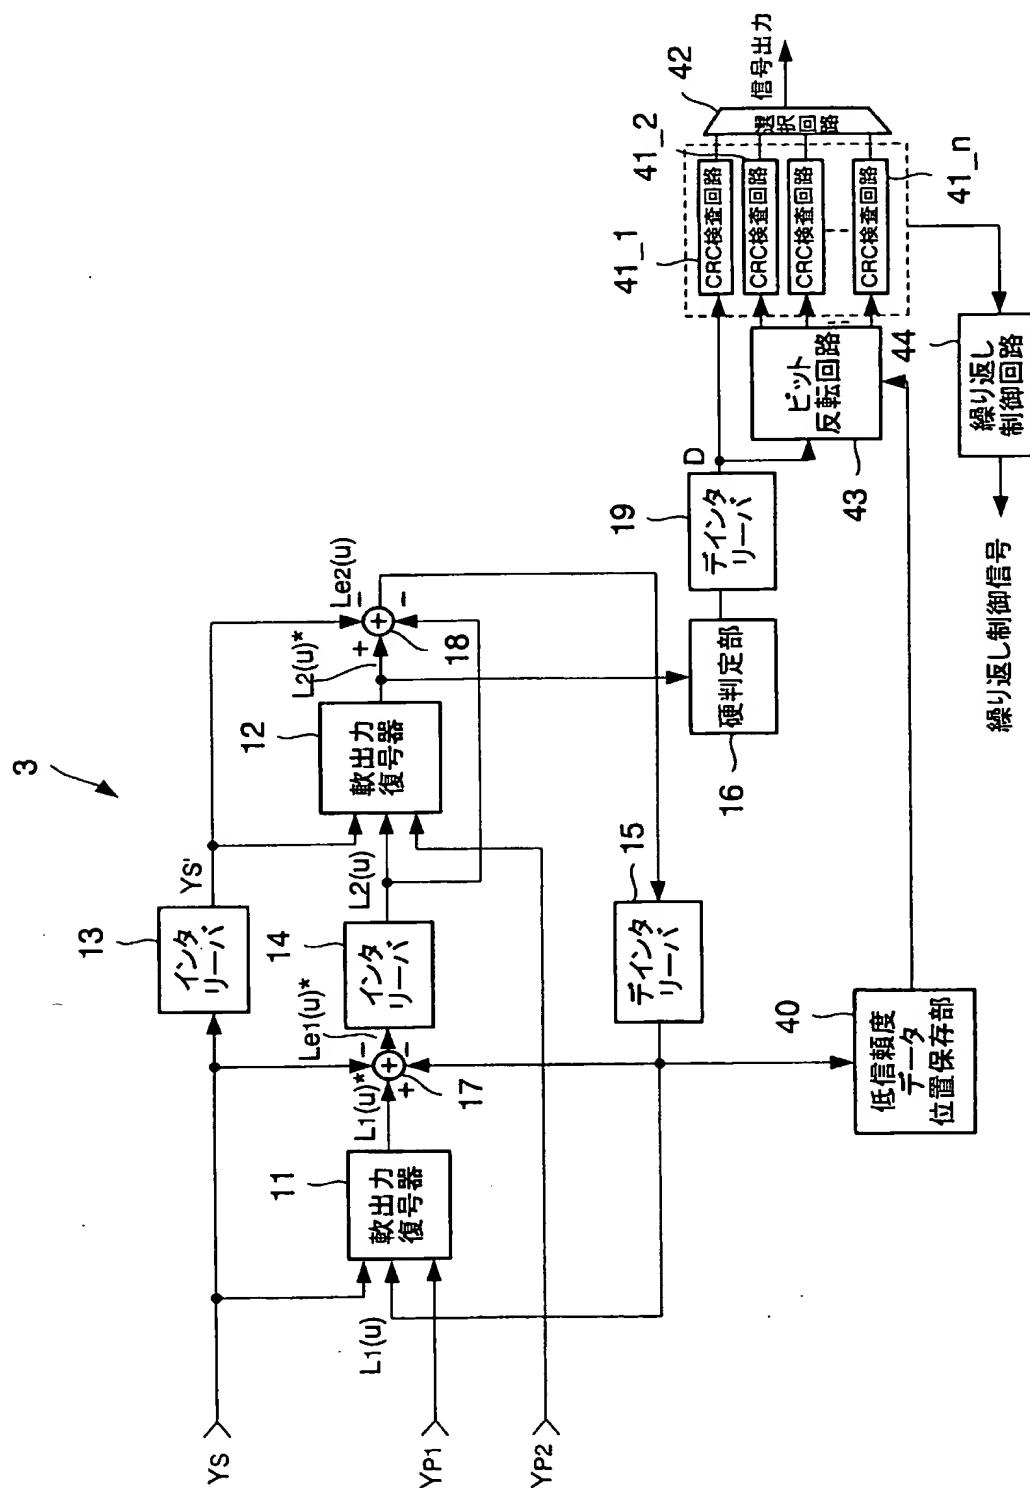 3
YS
YP1
YP2
L1(u)
11
軟出力
復号器
L1(u)*
17
+
−
−
+
Le1(u)*
13
インタ
リーバ
YS'
14
インタ
リーバ
L2(u)
12
軟出力
復号器
L2(u)*
+
−
−
+
Le2(u)
18
15
デインタ
リーバ
16
硬判定部
19
デインタ
リーバ
D
40
低信頼度
データ
位置保存部
43
ビット
反転回路
41_1
CRC検査回路
41_2
CRC検査回路
CRC検査回路
41_n
CRC検査回路
42
選択回路
信号出力
44
繰り返し
制御回路
繰り返し制御信号